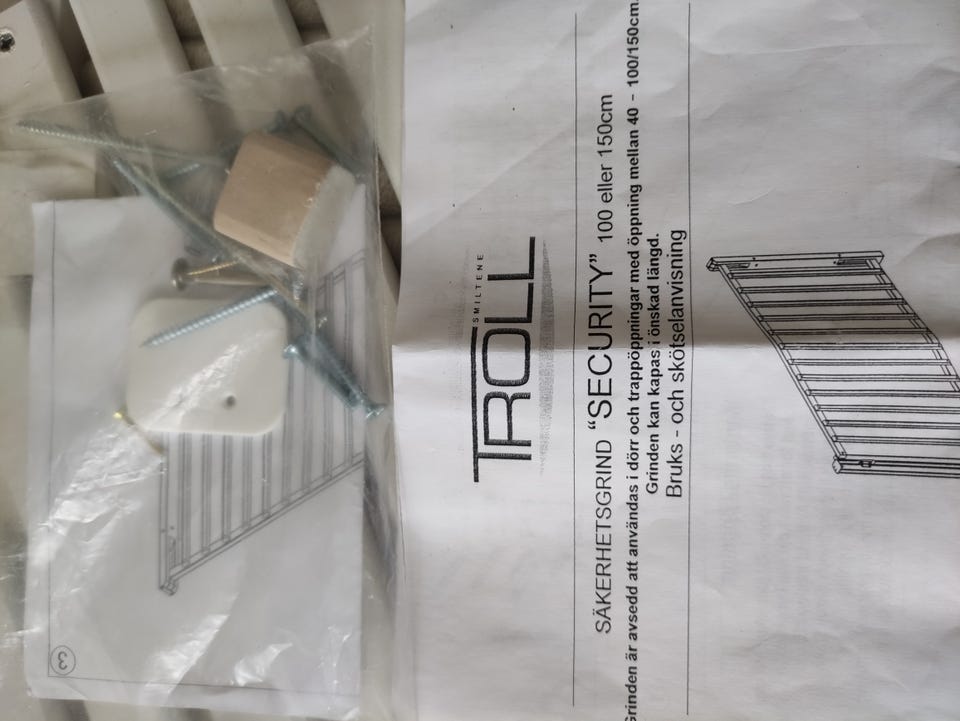 TROLL
SMILTENE
SÄKERHETSGRIND “SECURITY” 100 eller 150cm
Grinden är avsedd att användas i dörr och trappöppningar med öppning mellan 40 - 100/150cm.
Grinden kan kapas i önskad längd.
Bruks - och skötselanvisning
3